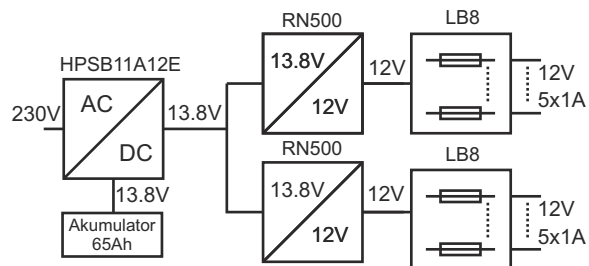 RN500
LB8
HPSB11A12E
13.8V
12V
12V
12V
5x1A
230V
AC
DC
13.8V
13.8V
Akumulator
65Ah
RN500
LB8
13.8V
12V
12V
12V
5x1A